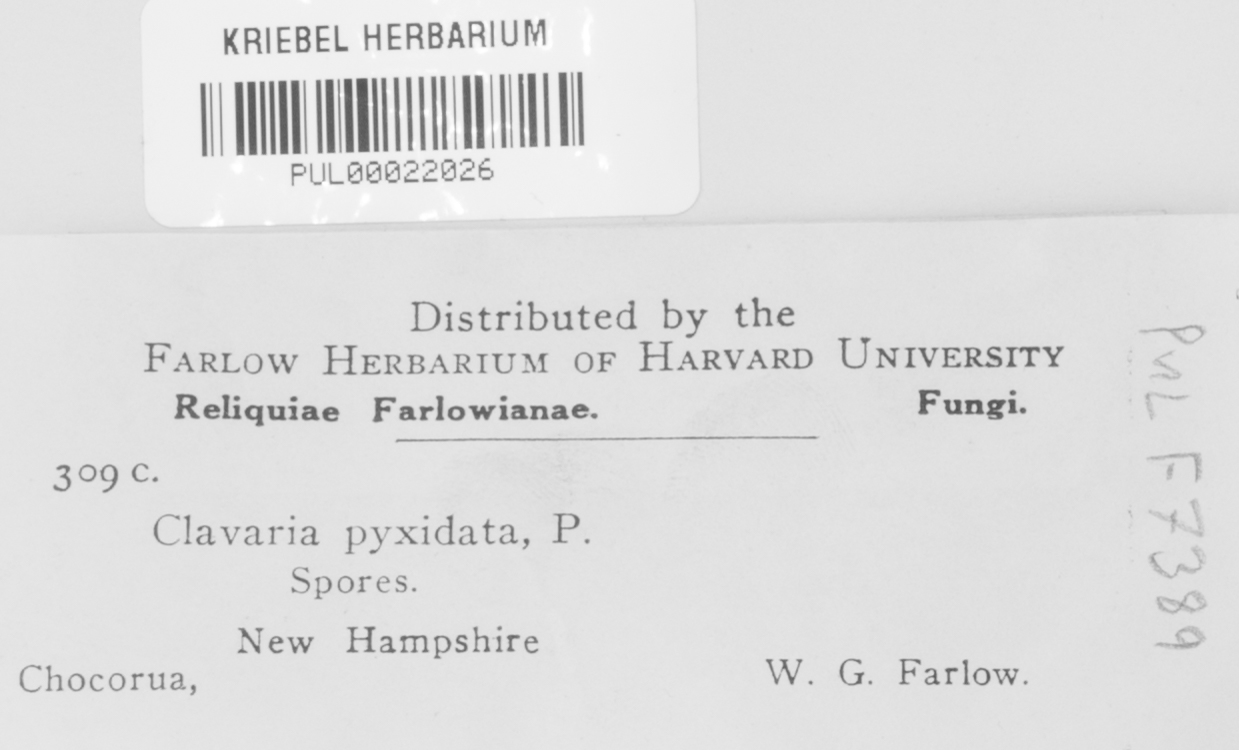 KRIEBEL HERBARIUM
PUL00022026
Distributed by the
FARLOW HERBARIUM OF HARVARD UNIVERSITY
Reliquiae Farlowianae. Fungi.
309 c.
Clavaria pyxidata, P.
Spores.
New Hampshire
Chocorua, W. G. Farlow.
PUL F7389